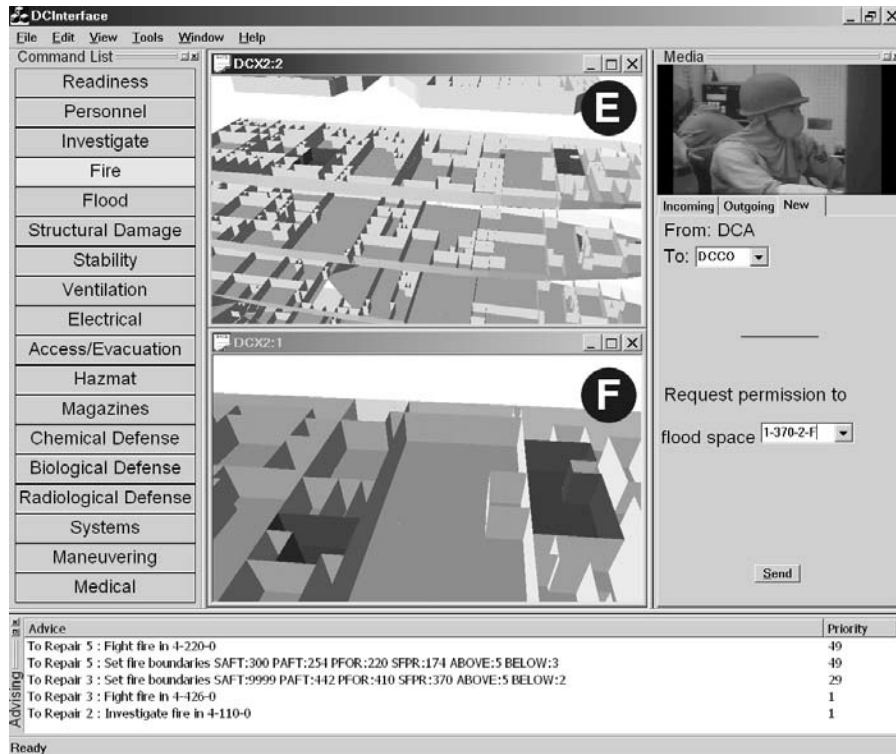 DCInterface
File Edit View Tools Window Help
Command List
Readiness
Personnel
Investigate
Fire
Flood
Structural Damage
Stability
Ventilation
Electrical
Access/Evacuation
Hazmat
Magazines
Chemical Defense
Biological Defense
Radiological Defense
Systems
Maneuvering
Medical
DCX2:2
E
DCX2:1
F
Media
Incoming Outgoing New
From: DCA
To: DCCO
Request permission to
flood space 1-370-2-F
Send
Advising
Advice Priority
To Repair 5 : Fight fire in 4-220-0 49
To Repair 5 : Set fire boundaries SAFT:300 PAFT:254 PFOR:220 SFPR:174 ABOVE:5 BELOW:3 49
To Repair 3 : Set fire boundaries SAFT:9999 PAFT:442 PFOR:410 SFPR:370 ABOVE:5 BELOW:2 29
To Repair 3 : Fight fire in 4-426-0 1
To Repair 2 : Investigate fire in 4-110-0 1
Ready